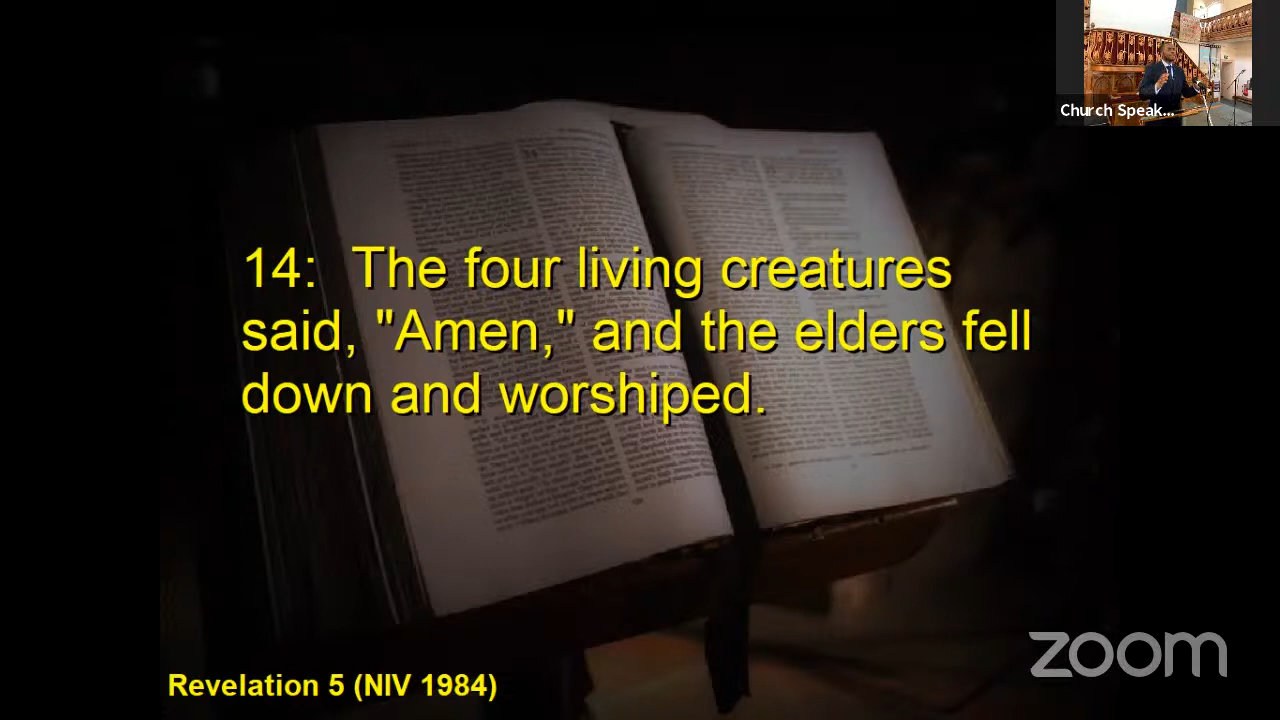 Church Speak...
14: The four living creatures
said, "Amen," and the elders fell
down and worshiped.
Revelation 5 (NIV 1984)
zoom